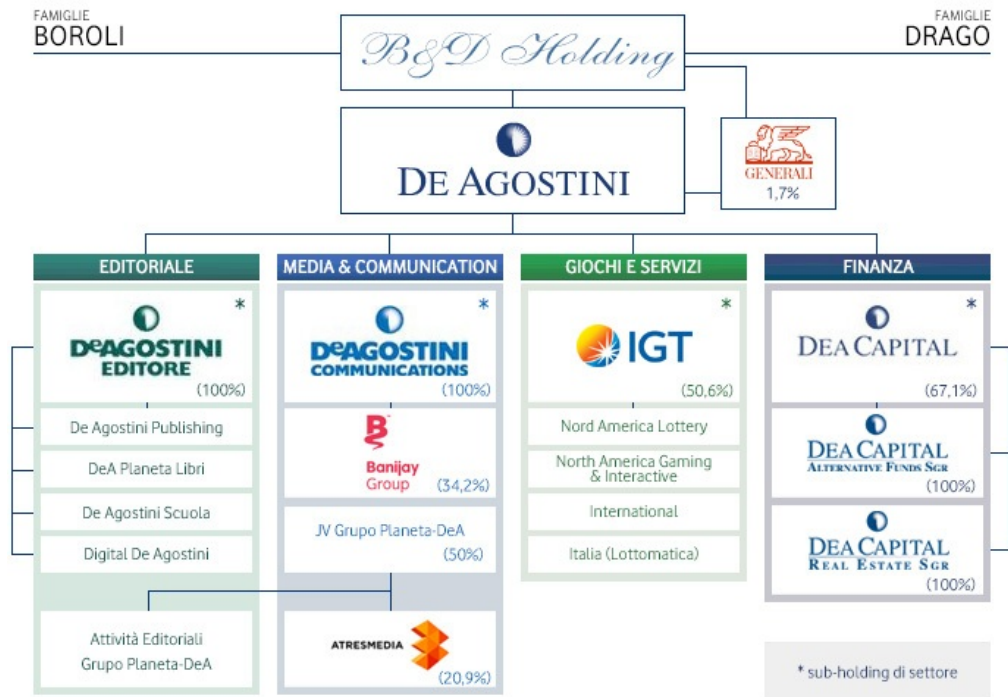 FAMIGLIE
BOROLI
B&D Holding
FAMIGLIE
DRAGO
DE AGOSTINI
GENERALI
1,7%
EDITORIALE
*
DeAGOSTINI
EDITORE
(100%)
De Agostini Publishing
DeA Planeta Libri
De Agostini Scuola
Digital De Agostini
Attività Editoriali
Grupo Planeta-DeA
MEDIA & COMMUNICATION
*
DeAGOSTINI
COMMUNICATIONS
(100%)
Banijay
Group (34,2%)
JV Grupo Planeta-DeA
(50%)
ATRESMEDIA
(20,9%)
GIOCHI E SERVIZI
*
IGT
(50,6%)
Nord America Lottery
North America Gaming
& Interactive
International
Italia (Lottomatica)
FINANZA
*
DEA CAPITAL
(67,1%)
DEA CAPITAL
ALTERNATIVE FUNDS SGR
(100%)
DEA CAPITAL
REAL ESTATE SGR
(100%)
* sub-holding di settore